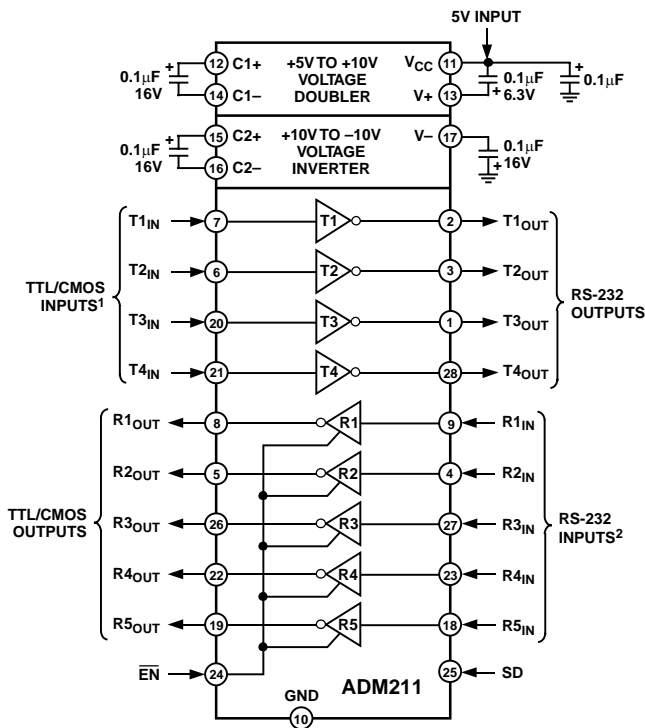 5V INPUT
0.1µF
16V
12
C1+
14
C1–
+5V TO +10V
VOLTAGE
DOUBLER
VCC
11
V+
13
0.1µF
6.3V
0.1µF
0.1µF
16V
15
C2+
16
C2–
+10V TO –10V
VOLTAGE
INVERTER
V–
17
0.1µF
16V
TTL/CMOS
INPUTS1
T1IN
7
T1
2
T1OUT
T2IN
6
T2
3
T2OUT
T3IN
20
T3
1
T3OUT
T4IN
21
T4
28
T4OUT
RS-232
OUTPUTS
TTL/CMOS
OUTPUTS
R1OUT
8
R1
9
R1IN
R2OUT
5
R2
4
R2IN
R3OUT
26
R3
27
R3IN
R4OUT
22
R4
23
R4IN
R5OUT
19
R5
18
R5IN
RS-232
INPUTS2
EN
24
25
SD
GND
10
ADM211